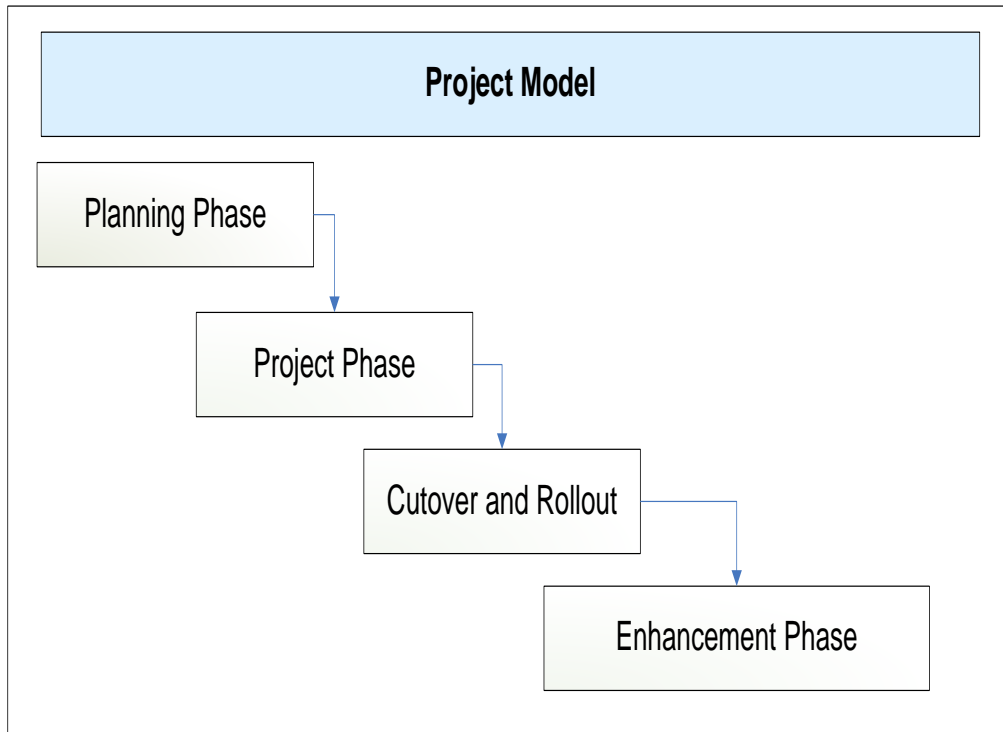 Project Model
Planning Phase
Project Phase
Cutover and Rollout
Enhancement Phase